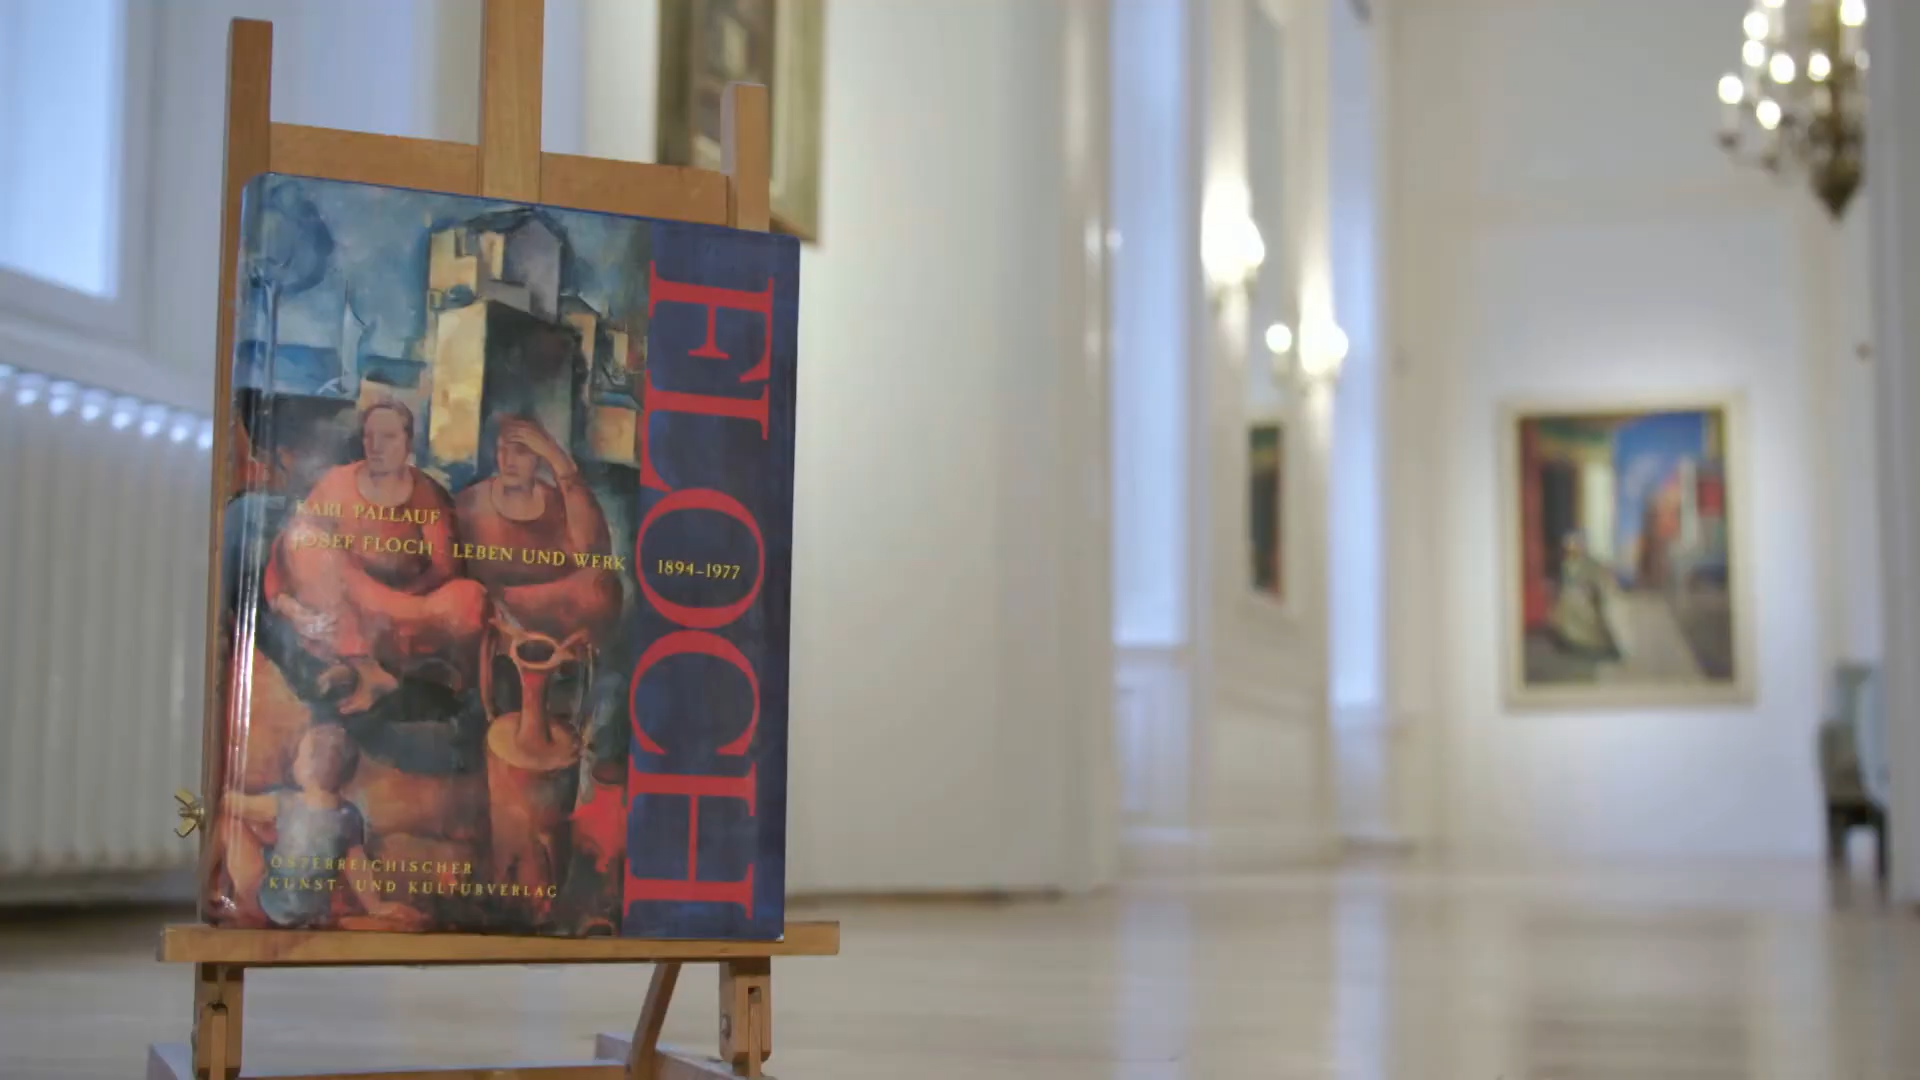 FLOCH
KARL PALLAUF
JOSEF FLOCH · LEBEN UND WERK 1894–1977
ÖSTERREICHISCHER
KUNST- UND KULTURVERLAG